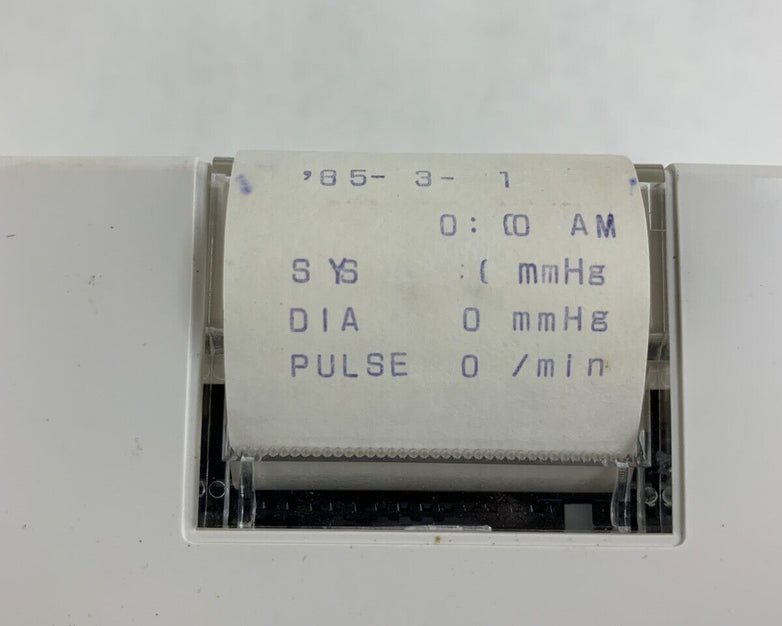 '85- 3- 1
0:00 AM
SYS mmHg
DIA 0 mmHg
PULSE 0 /min